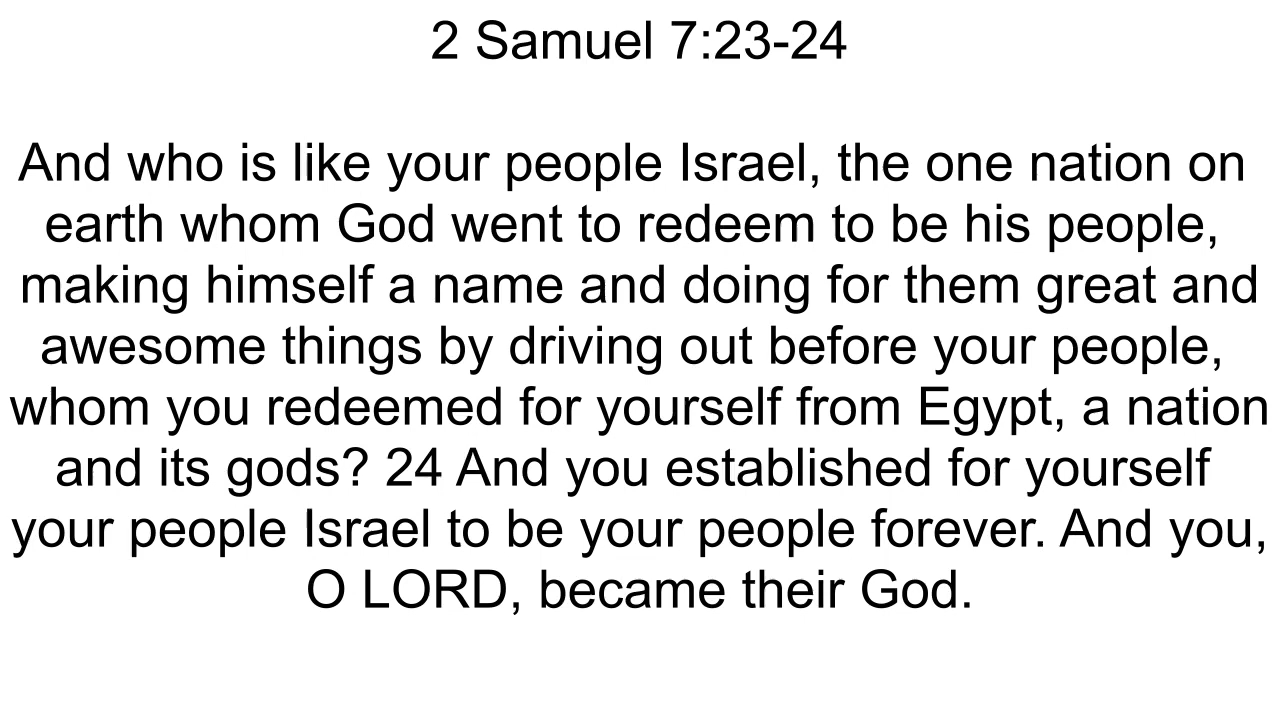 2 Samuel 7:23-24
And who is like your people Israel, the one nation on
earth whom God went to redeem to be his people,
making himself a name and doing for them great and
awesome things by driving out before your people,
whom you redeemed for yourself from Egypt, a nation
and its gods? 24 And you established for yourself
your people Israel to be your people forever. And you,
O LORD, became their God.